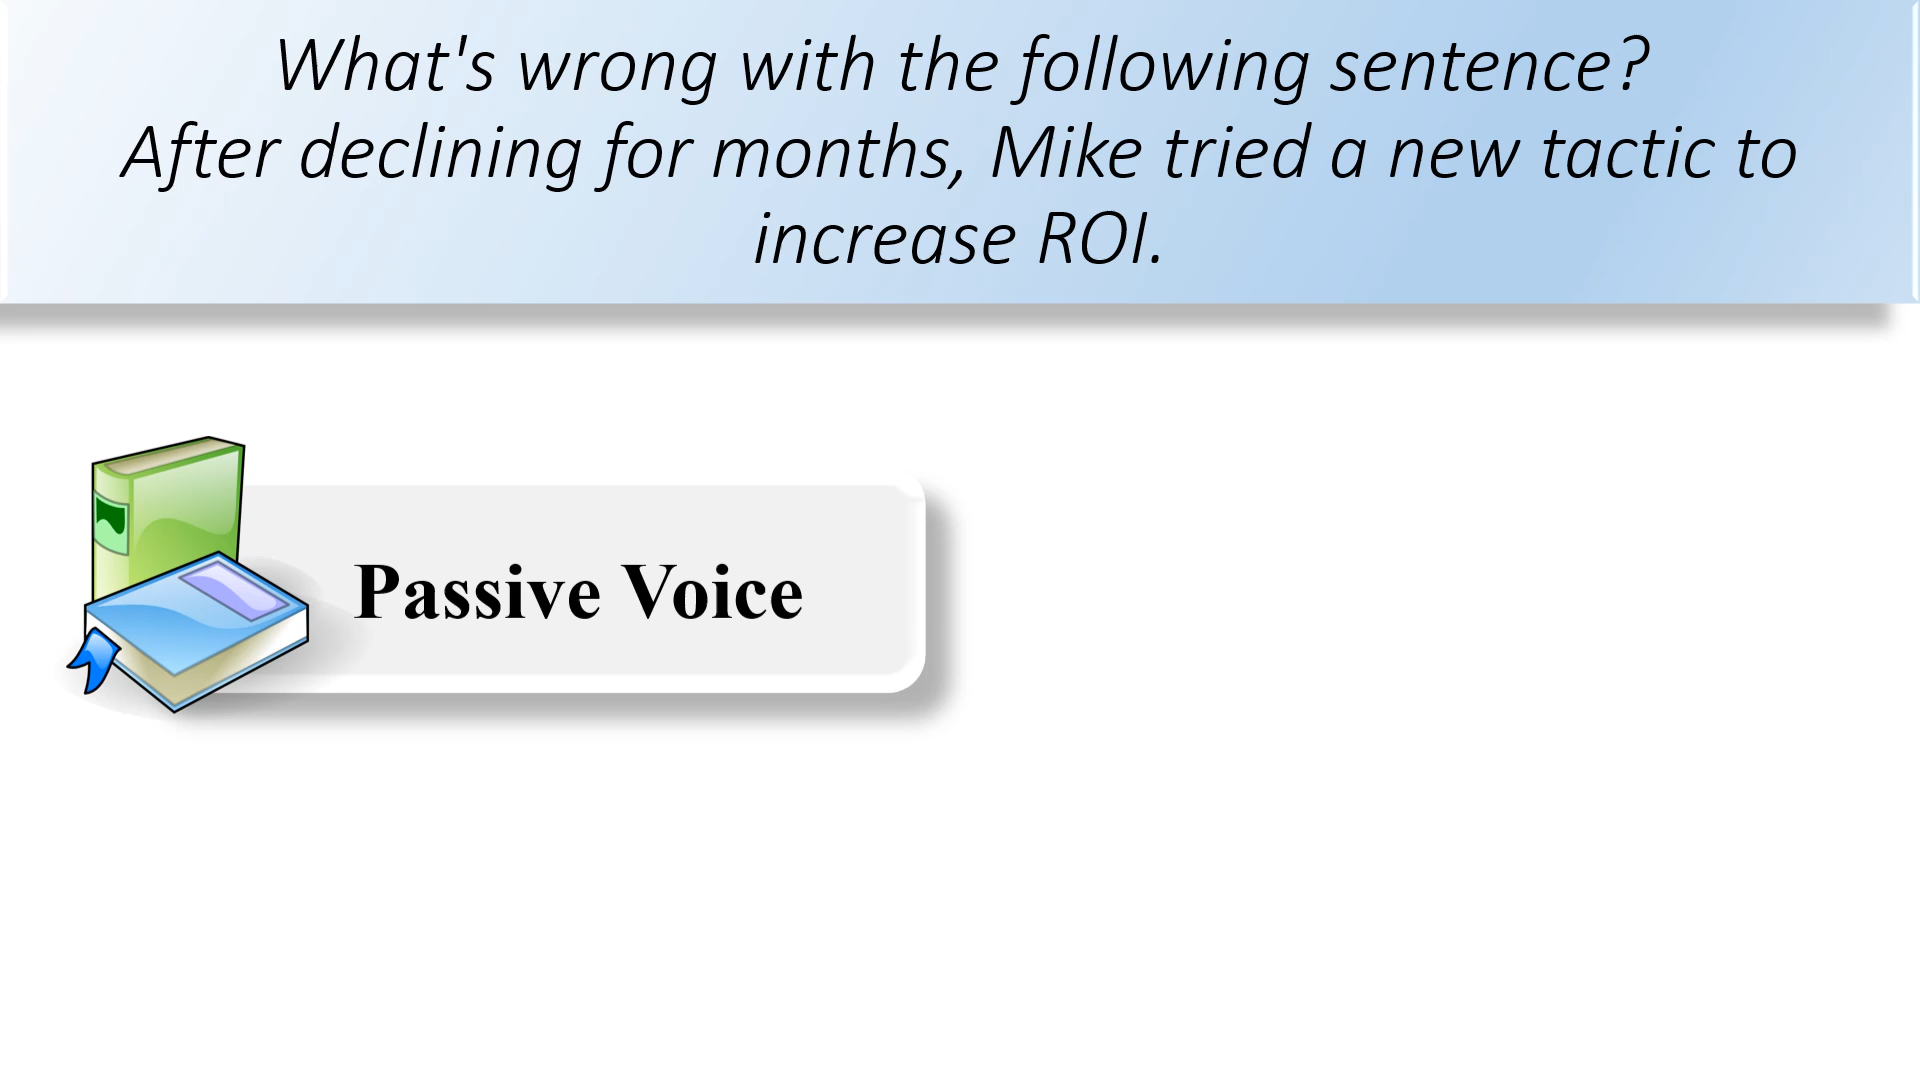 What's wrong with the following sentence?
After declining for months, Mike tried a new tactic to
increase ROI.
Passive Voice